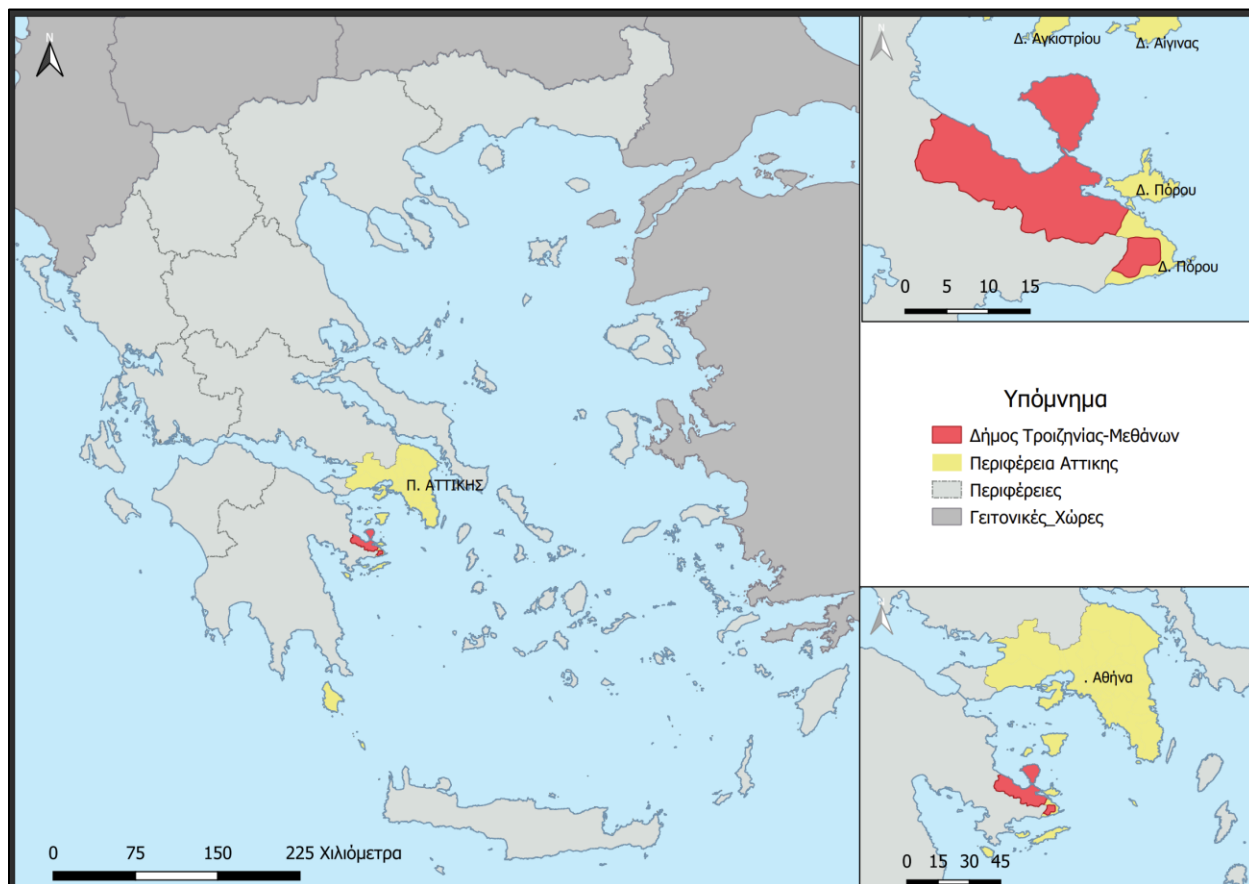 N
Π. ΑΤΤΙΚΗΣ
0 75 150 225 Χιλιόμετρα
N
Δ. Αγκιστρίου
Δ. Αίγινας
Δ. Πόρου
Δ. Πόρου
0 5 10 15
Υπόμνημα
Δήμος Τροιζηνίας-Μεθάνων
Περιφέρεια Αττικης
Περιφέρειες
Γειτονικές_Χώρες
. Αθήνα
0 15 30 45